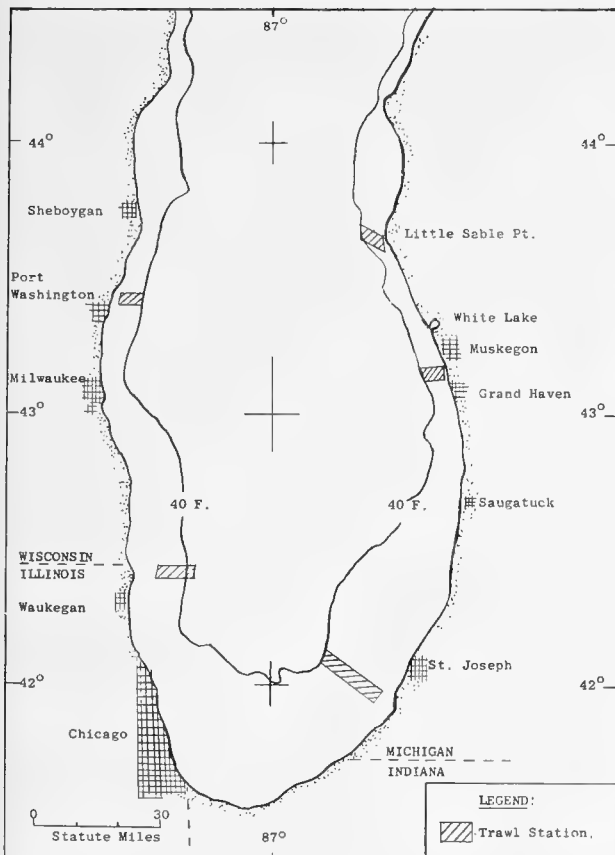 87°
44°
44°
Sheboygan
Little Sable Pt.
Port
Washington
White Lake
Muskegon
Milwaukee
Grand Haven
43°
43°
40 F.
40 F.
Saugatuck
WISCONSIN
ILLINOIS
Waukegan
St. Joseph
42°
42°
Chicago
MICHIGAN
INDIANA
0 30
Statute Miles
87°
LEGEND:
Trawl Station.